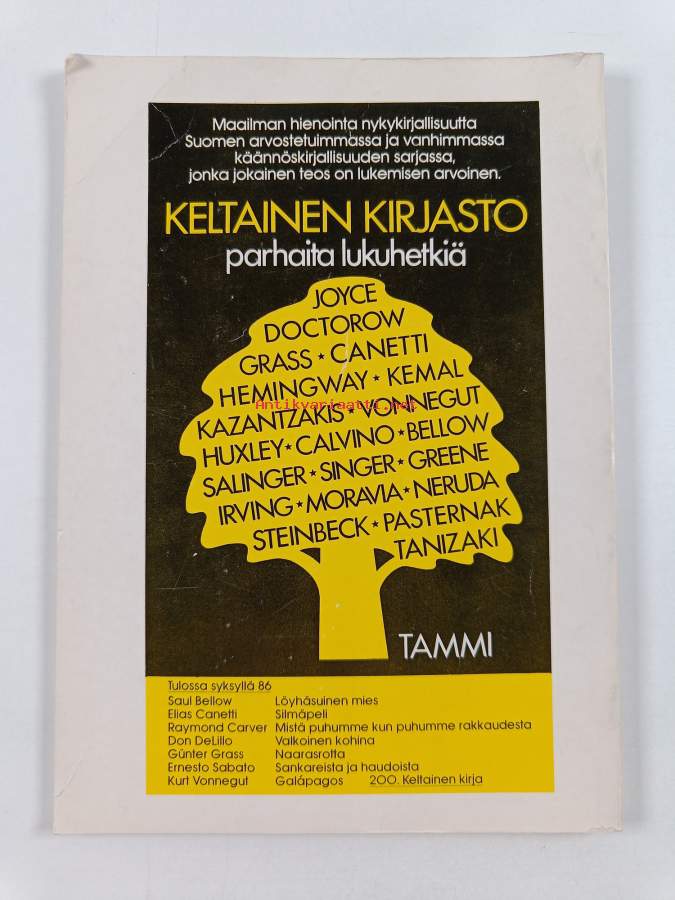 Maailman hienointa nykykirjallisuutta
Suomen arvostetuimmassa ja vanhimmassa
käännöskirjallisuuden sarjassa,
jonka jokainen teos on lukemisen arvoinen.
KELTAINEN KIRJASTO
parhaita lukuhetkiä
JOYCE
DOCTOROW
GRASS ★ CANETTI
HEMINGWAY ★ KEMAL
Antikvariaatti.net
KAZANTZAKIS ★ VONNEGUT
HUXLEY ★ CALVINO ★ BELLOW
SALINGER ★ SINGER ★ GREENE
IRVING ★ MORAVIA ★ NERUDA
STEINBECK ★ PASTERNAK
TANIZAKI
TAMMI
Tulossa syksyllä 86
Saul Bellow Löyhäsuinen mies
Elias Canetti Silmäpeli
Raymond Carver Mistä puhumme kun puhumme rakkaudesta
Don DeLillo Valkoinen kohina
Günter Grass Naarasrotta
Ernesto Sabato Sankareista ja haudoista
Kurt Vonnegut Galápagos 200. Keltainen kirja